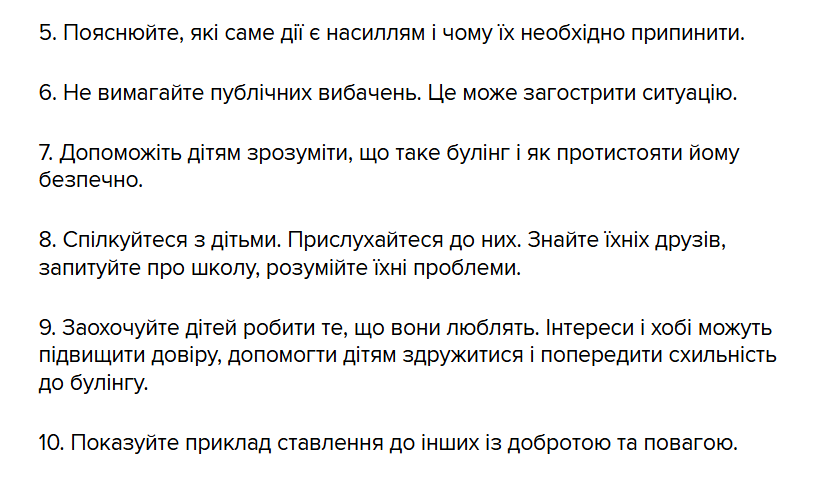 5. Пояснюйте, які саме дії є насиллям і чому їх необхідно припинити.
6. Не вимагайте публічних вибачень. Це може загострити ситуацію.
7. Допоможіть дітям зрозуміти, що таке булінг і як протистояти йому
безпечно.
8. Спілкуйтеся з дітьми. Прислухайтеся до них. Знайте їхніх друзів,
запитуйте про школу, розумійте їхні проблеми.
9. Заохочуйте дітей робити те, що вони люблять. Інтереси і хобі можуть
підвищити довіру, допомогти дітям здружитися і попередити схильність
до булінгу.
10. Показуйте приклад ставлення до інших із добротою та повагою.